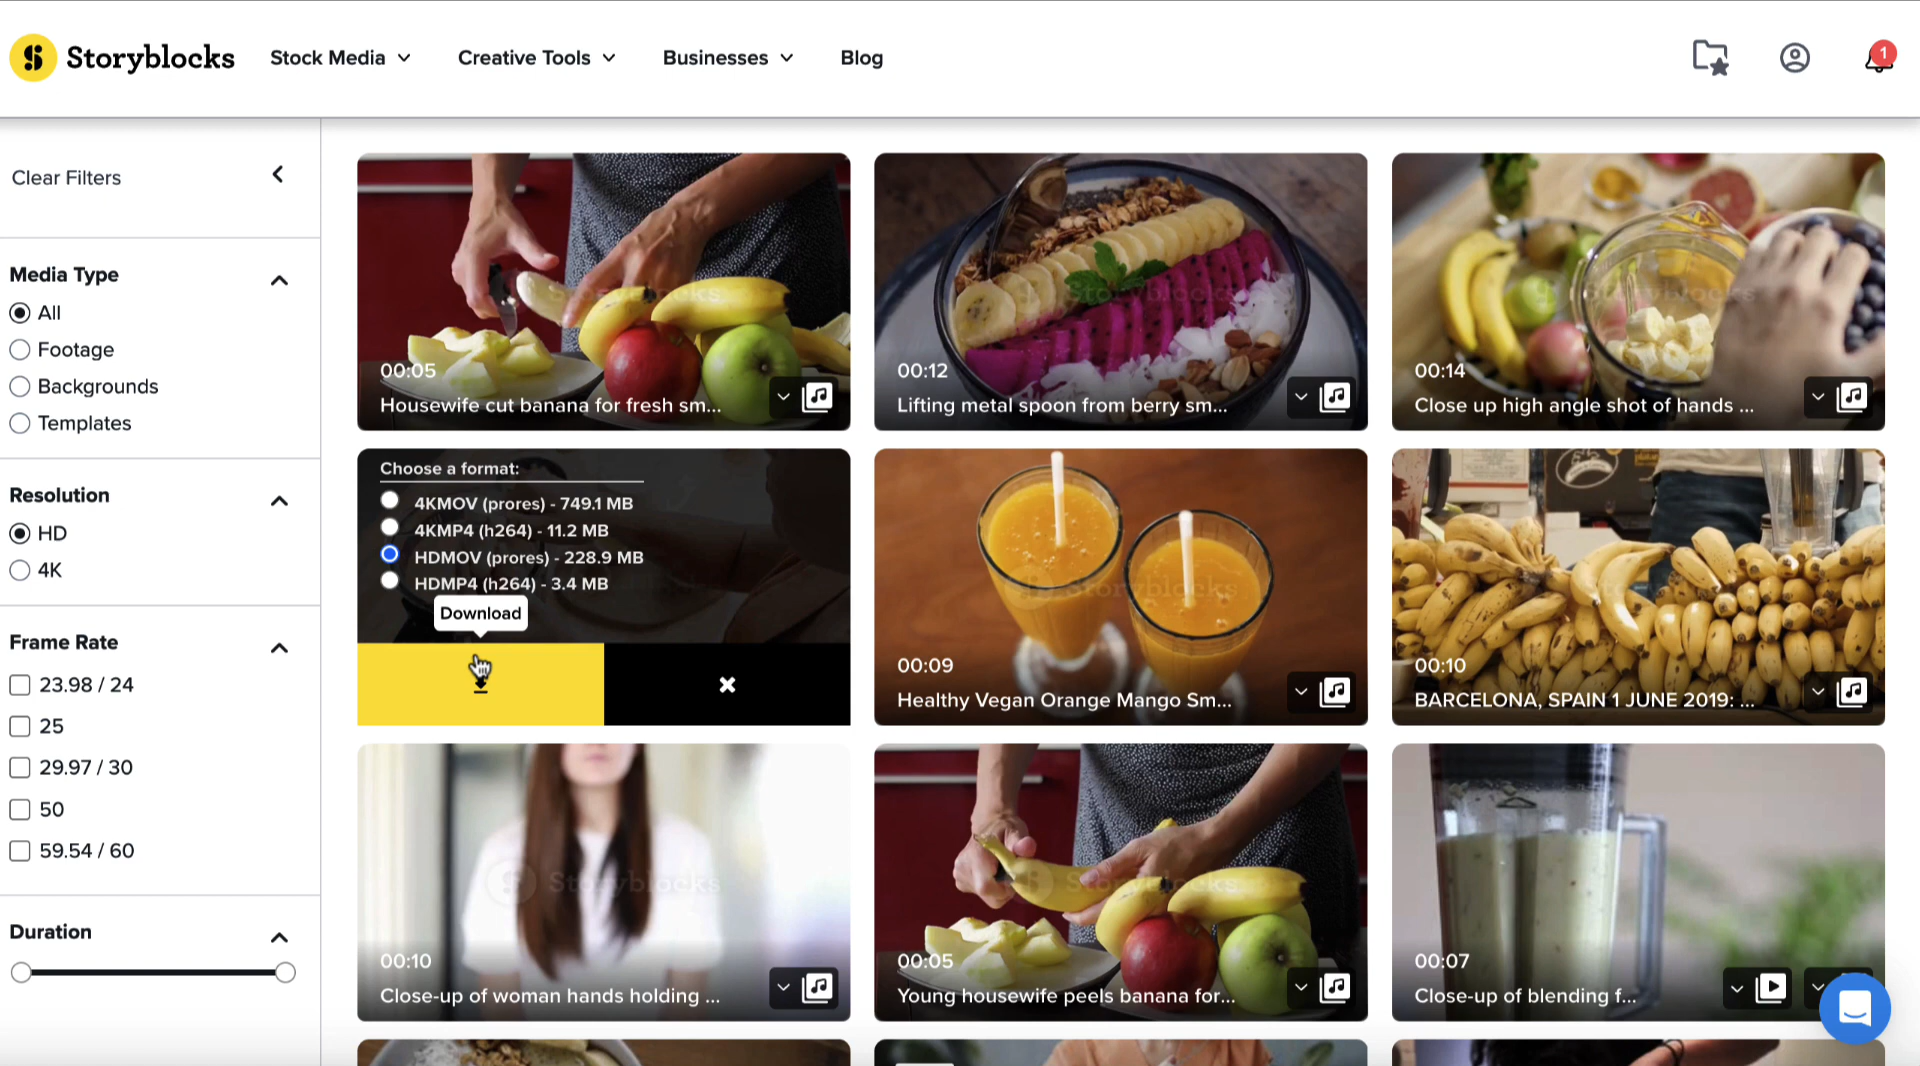 Storyblocks
Stock Media
Creative Tools
Businesses
Blog
1
Clear Filters
Media Type
All
Footage
Backgrounds
Templates
Resolution
HD
4K
Frame Rate
23.98 / 24
25
29.97 / 30
50
59.54 / 60
Duration
Storyblocks
00:05
Housewife cut banana for fresh sm...
Storyblocks
00:12
Lifting metal spoon from berry sm...
Storyblocks
00:14
Close up high angle shot of hands ...
Choose a format:
4KMOV (prores) - 749.1 MB
4KMP4 (h264) - 11.2 MB
HDMOV (prores) - 228.9 MB
HDMP4 (h264) - 3.4 MB
Download
Storyblocks
00:09
Healthy Vegan Orange Mango Sm...
00:10
BARCELONA, SPAIN 1 JUNE 2019: ...
Storyblocks
00:10
Close-up of woman hands holding ...
Storyblocks
00:05
Young housewife peels banana for...
00:07
Close-up of blending f...